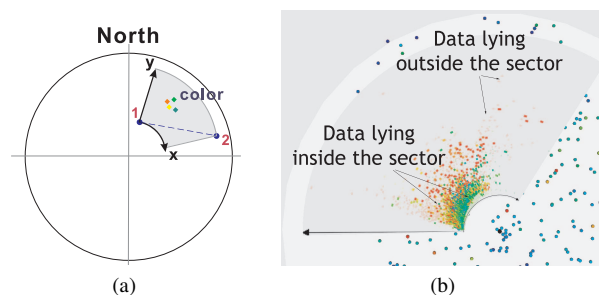 North
y
color
1
2
x
(a)
Data lying
outside the sector
Data lying
inside the sector
(b)